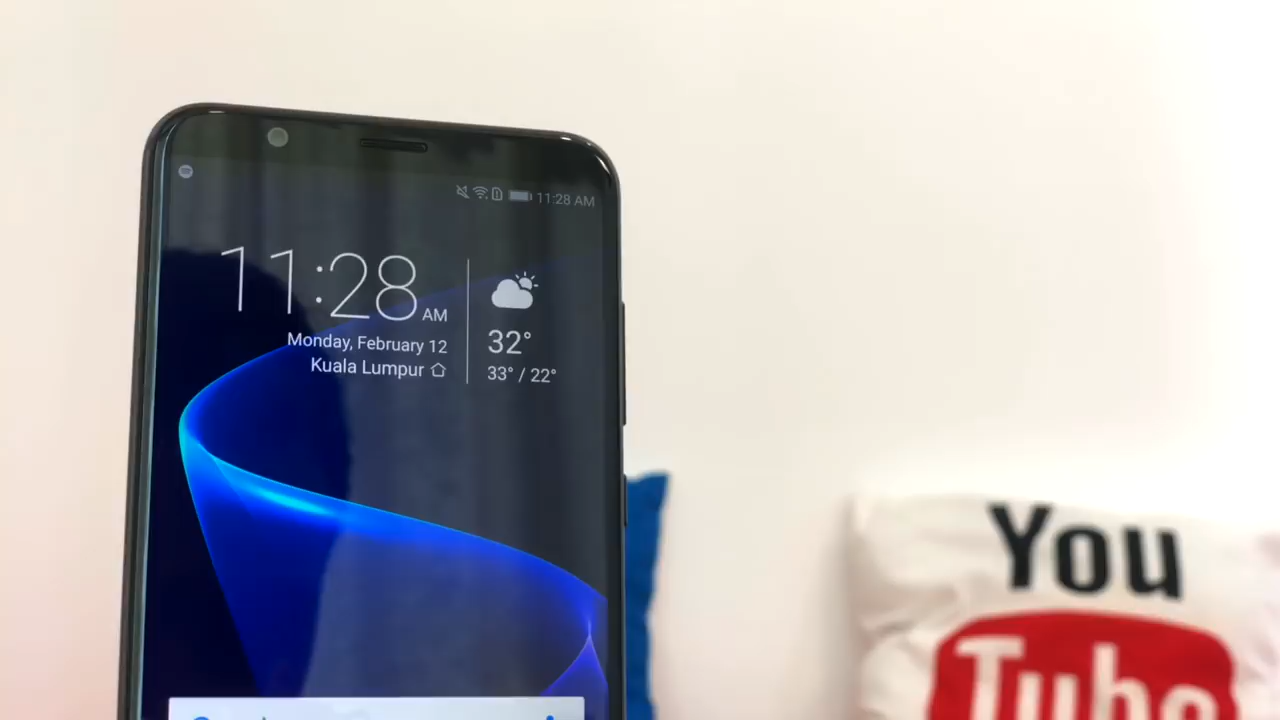 11:28 AM
11:28 AM
Monday, February 12
Kuala Lumpur
32°
33° / 22°
You
Tube